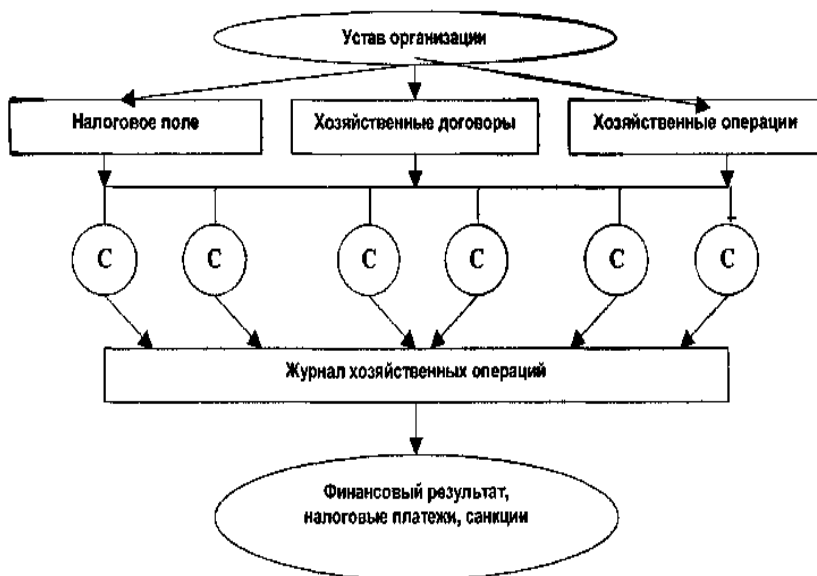 Устав организации
Налоговое поле
Хозяйственные договоры
Хозяйственные операции
С
С
С
С
С
С
Журнал хозяйственных операций
Финансовый результат,
налоговые платежи, санкции